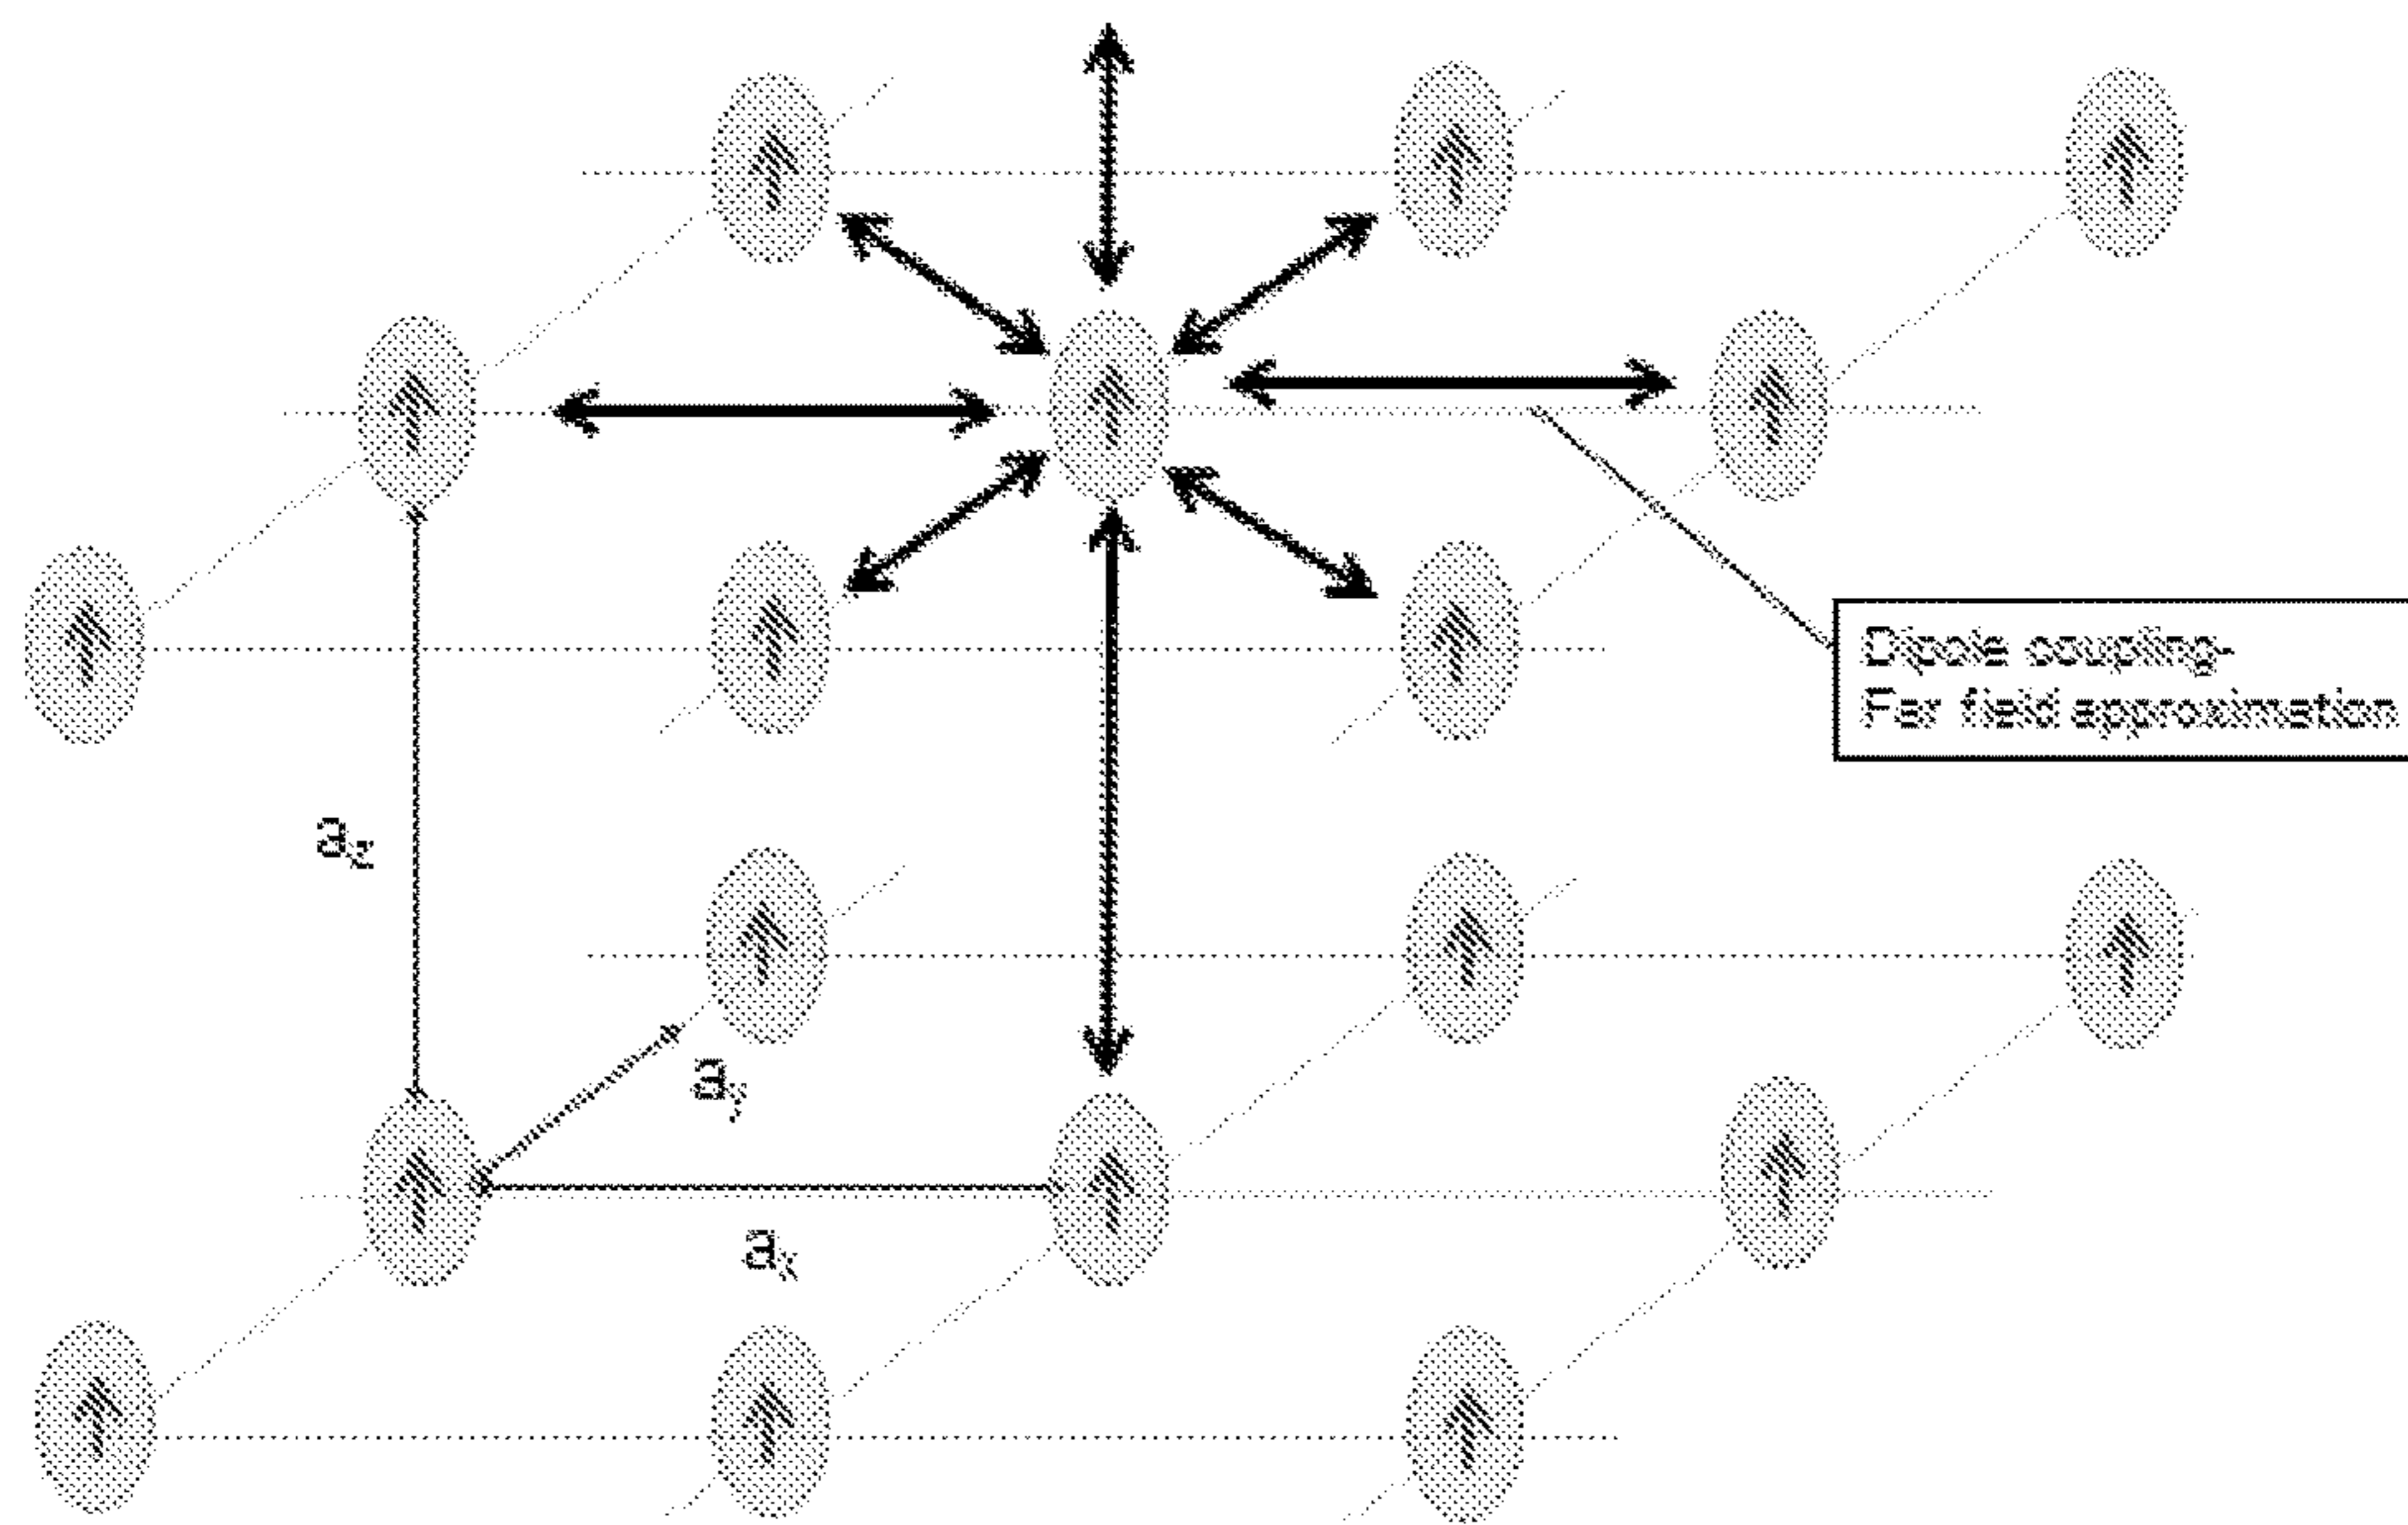 Dipole coupling-
Far field approximation
a_z
a_y
a_x